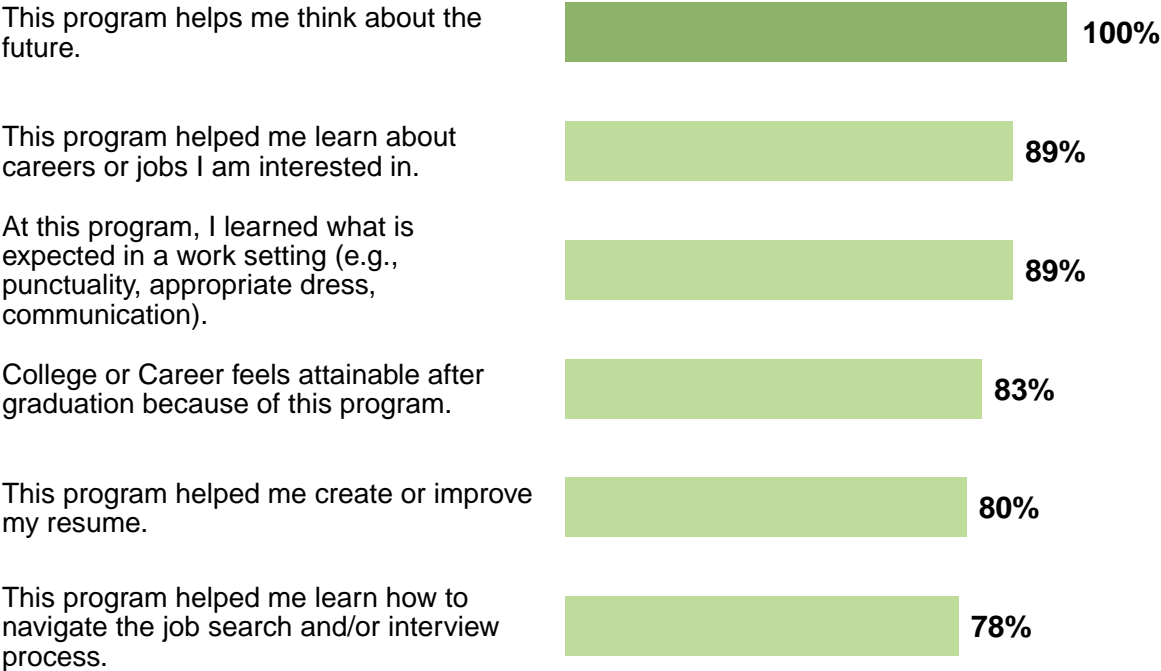 This program helps me think about the
future.
100%
This program helped me learn about
careers or jobs I am interested in.
89%
At this program, I learned what is
expected in a work setting (e.g.,
punctuality, appropriate dress,
communication).
89%
College or Career feels attainable after
graduation because of this program.
83%
This program helped me create or improve
my resume.
80%
This program helped me learn how to
navigate the job search and/or interview
process.
78%